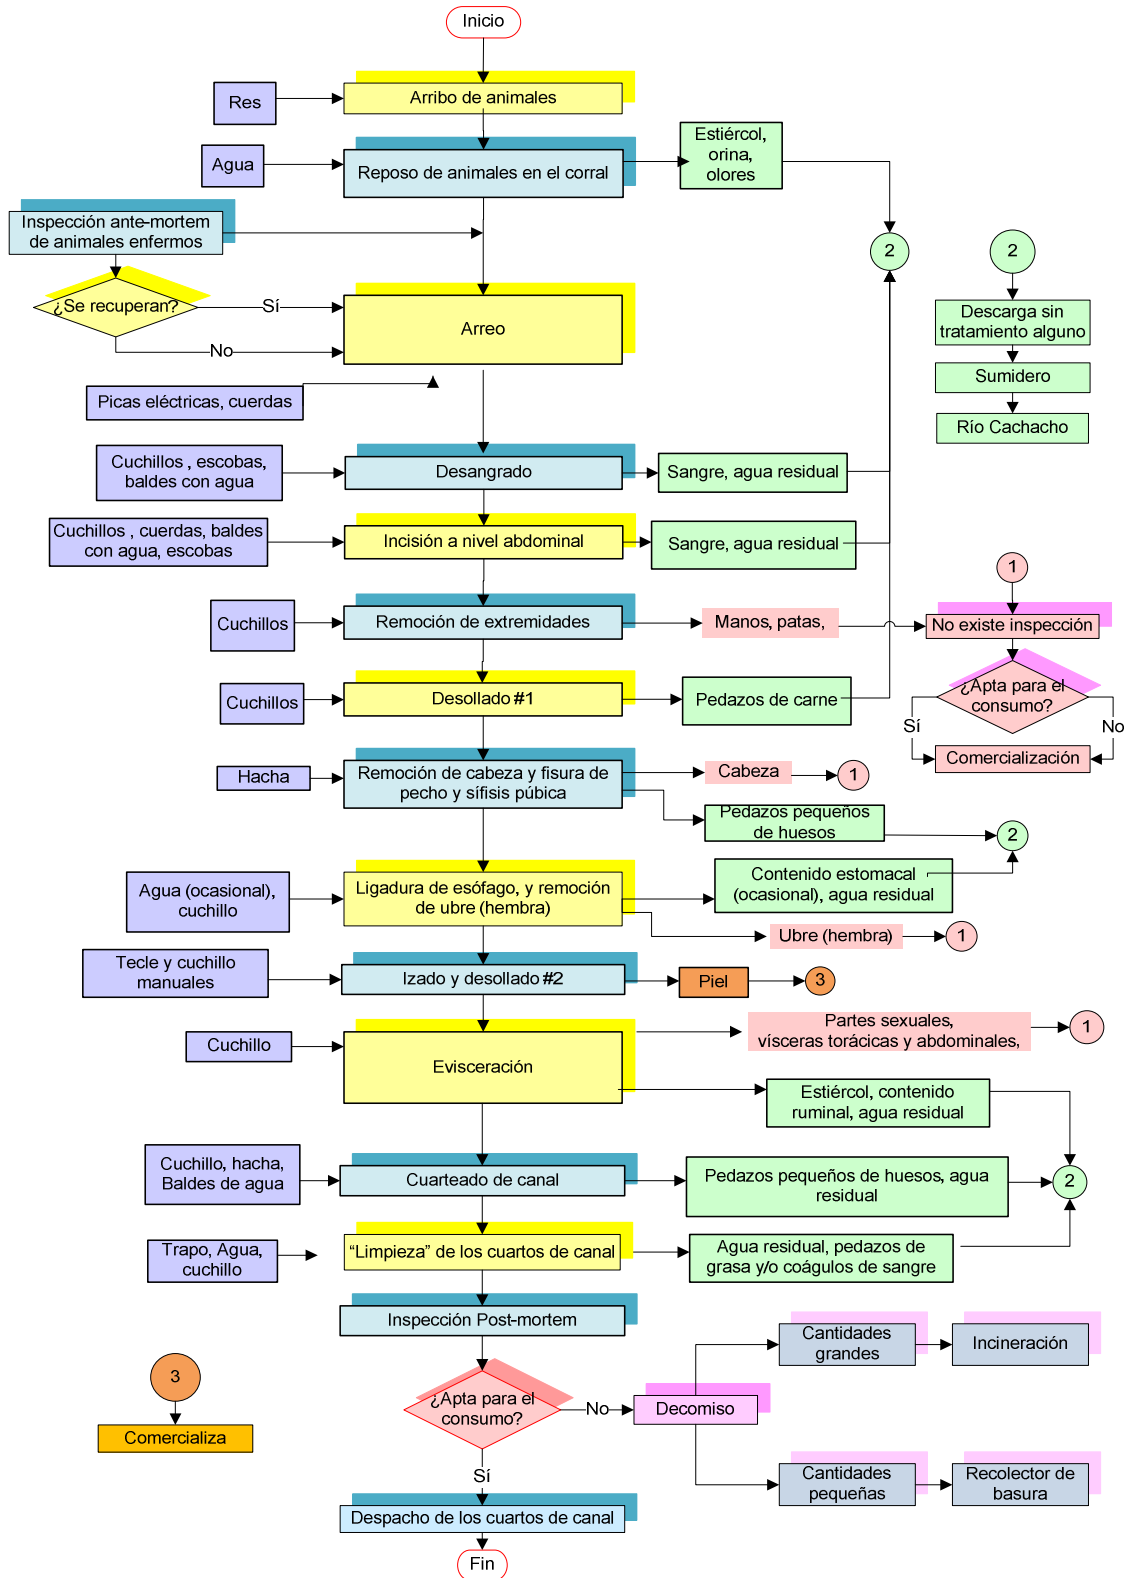 Inicio
Res
Arribo de animales
Agua
Reposo de animales en el corral
Estiércol,
orina,
olores
Inspección ante-mortem
de animales enfermos
2
2
¿Se recuperan?
Sí
No
Arreo
Descarga sin
tratamiento alguno
Sumidero
Río Cachacho
Picas eléctricas, cuerdas
Cuchillos , escobas,
baldes con agua
Desangrado
Sangre, agua residual
Cuchillos , cuerdas, baldes
con agua, escobas
Incisión a nivel abdominal
Sangre, agua residual
1
Cuchillos
Remoción de extremidades
Manos, patas,
No existe inspección
¿Apta para el
consumo?
Sí
No
Comercialización
Cuchillos
Desollado #1
Pedazos de carne
Hacha
Remoción de cabeza y fisura de
pecho y sífisis púbica
Cabeza
1
Pedazos pequeños
de huesos
2
Agua (ocasional),
cuchillo
Ligadura de esófago, y remoción
de ubre (hembra)
Contenido estomacal
(ocasional), agua residual
Ubre (hembra)
1
Tecle y cuchillo
manuales
Izado y desollado #2
Piel
3
Cuchillo
Evisceración
Partes sexuales,
vísceras torácicas y abdominales,
1
Estiércol, contenido
ruminal, agua residual
Cuchillo, hacha,
Baldes de agua
Cuarteado de canal
Pedazos pequeños de huesos, agua
residual
2
Trapo, Agua,
cuchillo
“Limpieza” de los cuartos de canal
Agua residual, pedazos de
grasa y/o coágulos de sangre
Inspección Post-mortem
Cantidades
grandes
Incineración
3
Comercializa
¿Apta para el
consumo?
No
Decomiso
Sí
Cantidades
pequeñas
Recolector de
basura
Despacho de los cuartos de canal
Fin